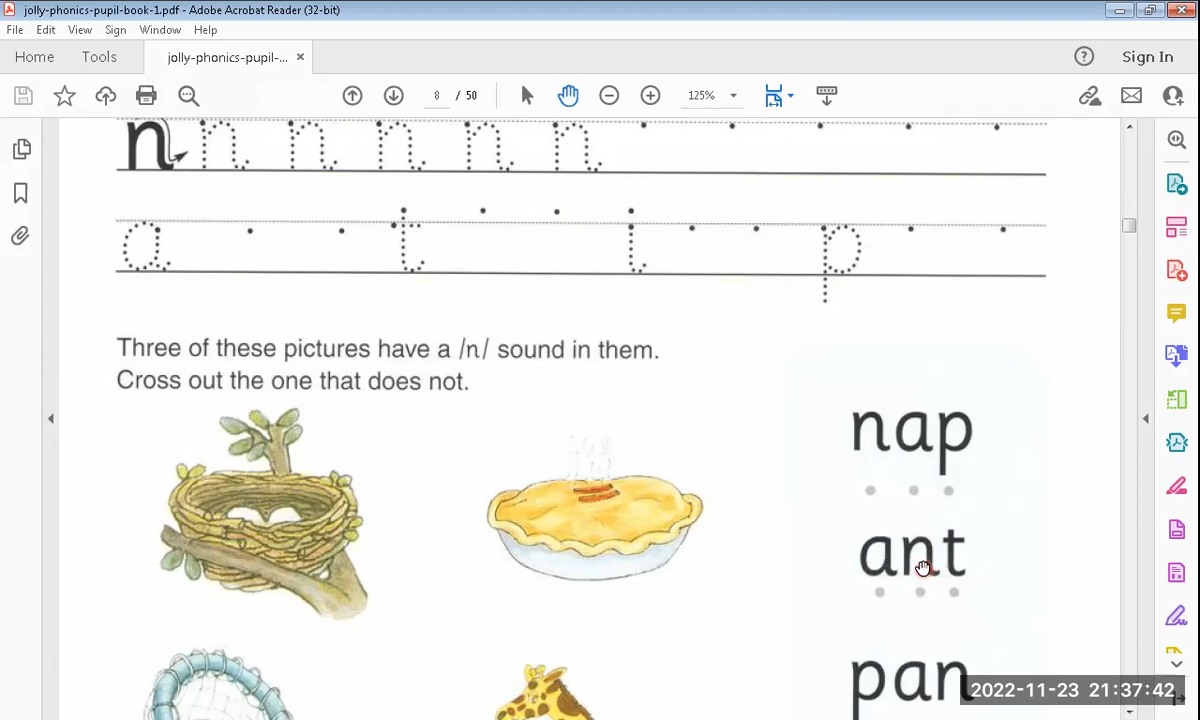 jolly-phonics-pupil-book-1.pdf - Adobe Acrobat Reader (32-bit)
File Edit View Sign Window Help
Home Tools jolly-phonics-pupil-... × Sign In
8 / 50 125%
n n n n n n
a t i p
Three of these pictures have a /n/ sound in them.
Cross out the one that does not.
nap
ant
pan
2022-11-23 21:37:42